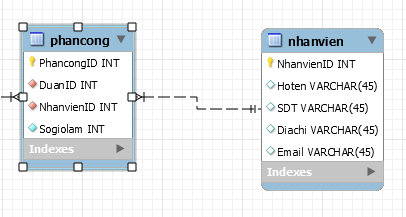 phancong
PhancongID INT
DuanID INT
NhanvienID INT
Sogiolam INT
Indexes
nhanvien
NhanvienID INT
Hoten VARCHAR(45)
SDT VARCHAR(45)
Diachi VARCHAR(45)
Email VARCHAR(45)
Indexes